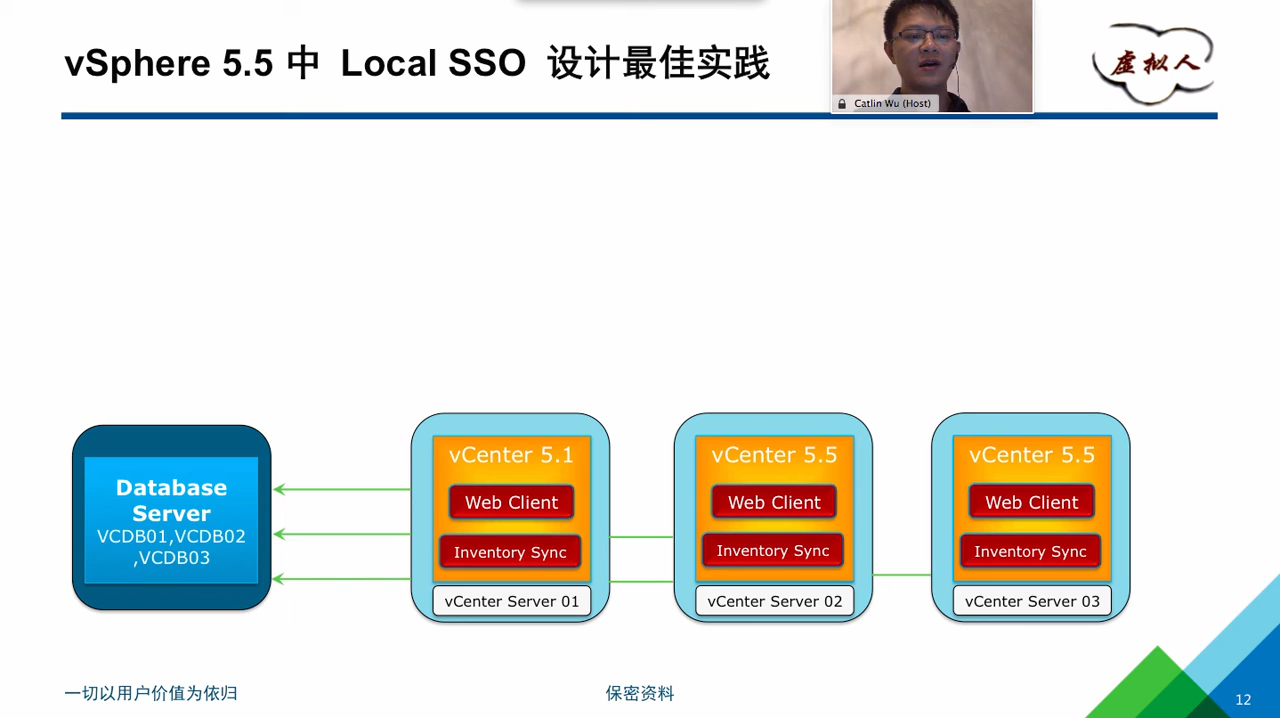 vSphere 5.5 中 Local SSO 设计最佳实践
Catlin Wu (Host)
虚拟人
Database
Server
VCDB01,VCDB02
,VCDB03
vCenter 5.1
Web Client
Inventory Sync
vCenter Server 01
vCenter 5.5
Web Client
Inventory Sync
vCenter Server 02
vCenter 5.5
Web Client
Inventory Sync
vCenter Server 03
一切以用户价值为依归
保密资料
12